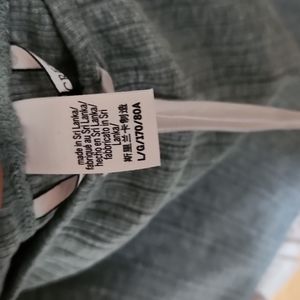 made in Sri Lanka/
fabriqué au Sri Lanka/
hecho en Sri Lanka/
fabbricato in Sri
Lanka/
斯里兰卡制造
L/G/170/80A